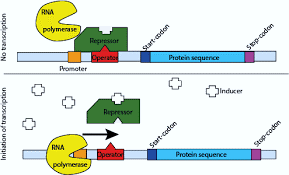 No transcription
RNA
polymerase
Repressor
Promoter
Operator
Start-codon
Protein sequence
Stop-codon
Initiation of transcription
Repressor
Inducer
RNA
polymerase
Operator
Start-codon
Protein sequence
Stop-codon